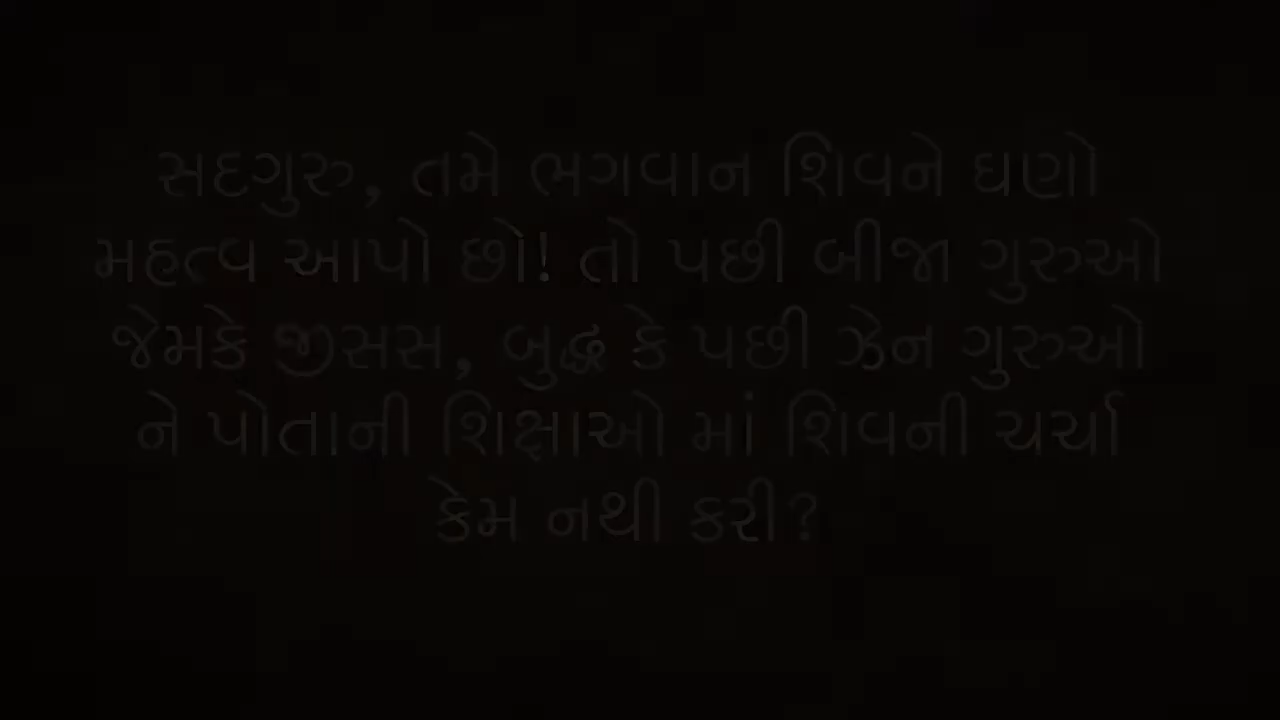 સદગુરુ, તમે ભગવાન શિવને ઘણો
મહત્વ આપો છો! તો પછી બીજા ગુરુઓ
જેમકે જીસસ, બુદ્ધ કે પછી ઝેન ગુરુઓ
ને પોતાની શિક્ષાઓ માં શિવની ચર્ચા
કેમ નથી કરી?